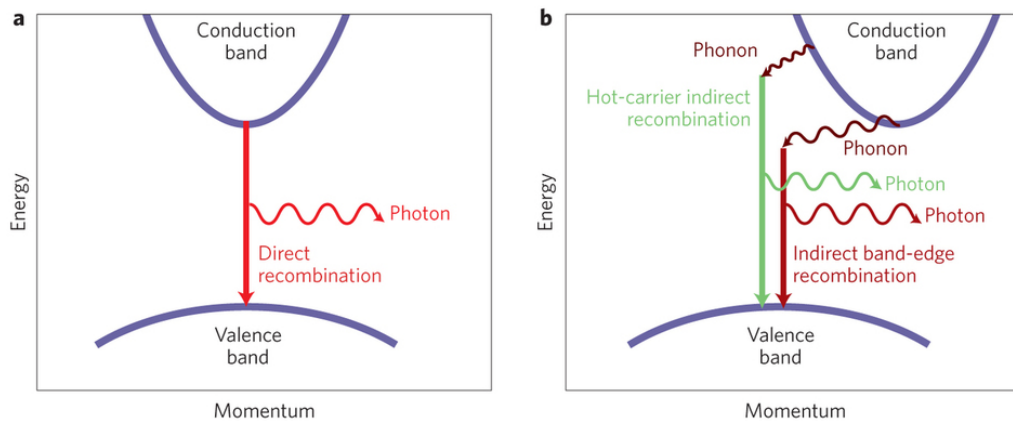 a
Conduction
band
Energy
Photon
Direct
recombination
Valence
band
Momentum
b
Conduction
band
Phonon
Hot-carrier indirect
recombination
Phonon
Photon
Photon
Energy
Indirect band-edge
recombination
Valence
band
Momentum